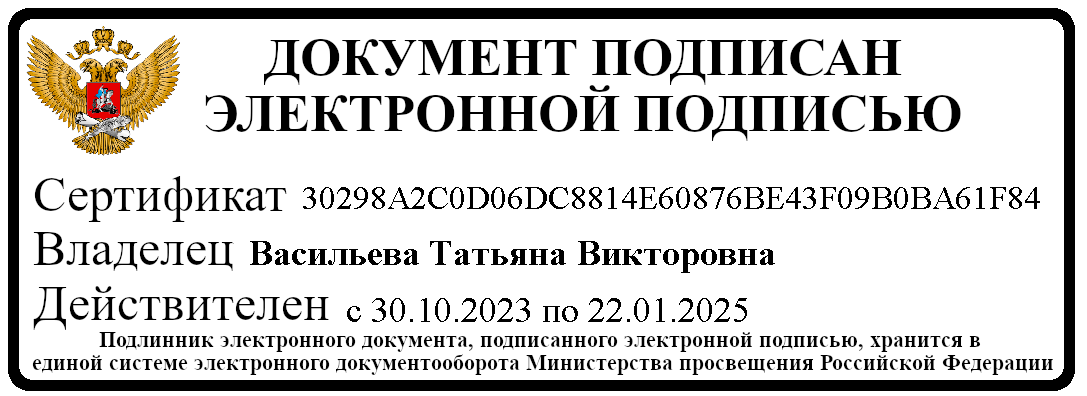 ДОКУМЕНТ ПОДПИСАН
ЭЛЕКТРОННОЙ ПОДПИСЬЮ
Сертификат 30298A2C0D06DC8814E60876BE43F09B0BA61F84
Владелец Васильева Татьяна Викторовна
Действителен с 30.10.2023 по 22.01.2025
Подлинник электронного документа, подписанного электронной подписью, хранится в
единой системе электронного документооборота Министерства просвещения Российской Федерации